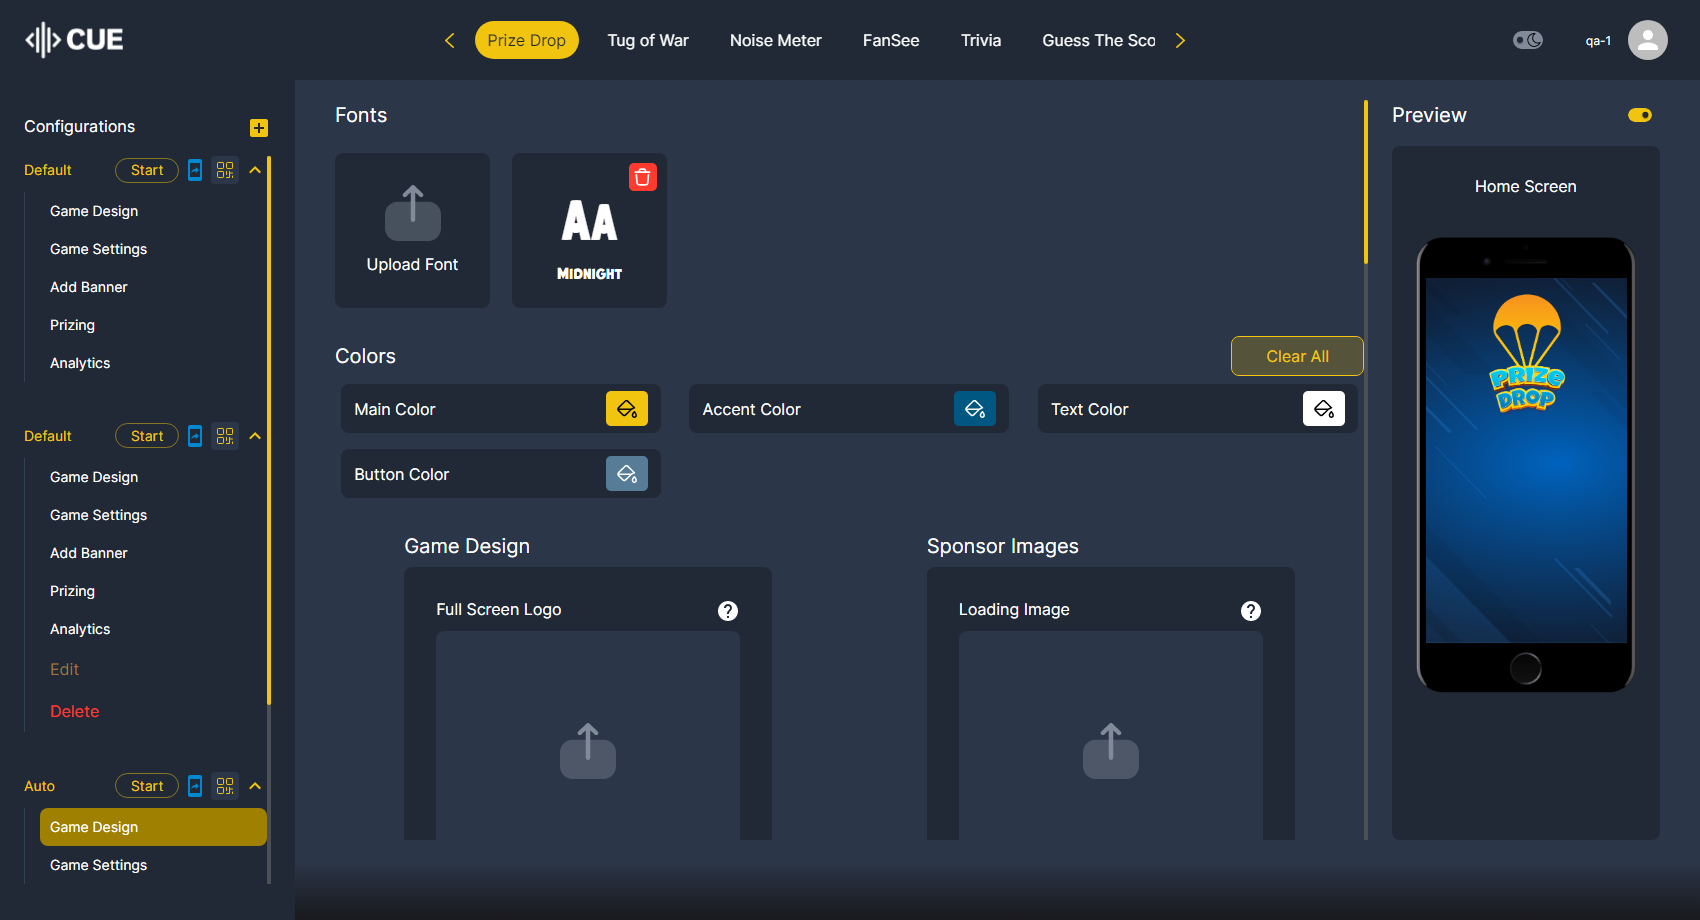 CUE
Prize Drop
Tug of War
Noise Meter
FanSee
Trivia
Guess The Sco
qa-1
Configurations
Default
Start
Game Design
Game Settings
Add Banner
Prizing
Analytics
Default
Start
Game Design
Game Settings
Add Banner
Prizing
Analytics
Edit
Delete
Auto
Start
Game Design
Game Settings
Fonts
Upload Font
AA
MIDNIGHT
Colors
Clear All
Main Color
Accent Color
Text Color
Button Color
Game Design
Full Screen Logo
?
Sponsor Images
Loading Image
?
Preview
Home Screen
PRIZE
DROP